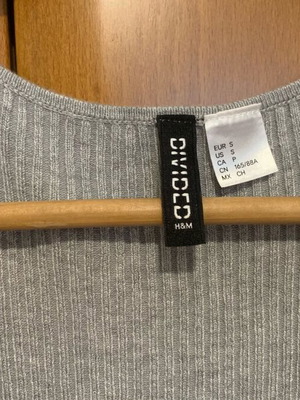 DIVIDED
H&M
EUR S
US S
CA P
CN 165/88A
MX CH